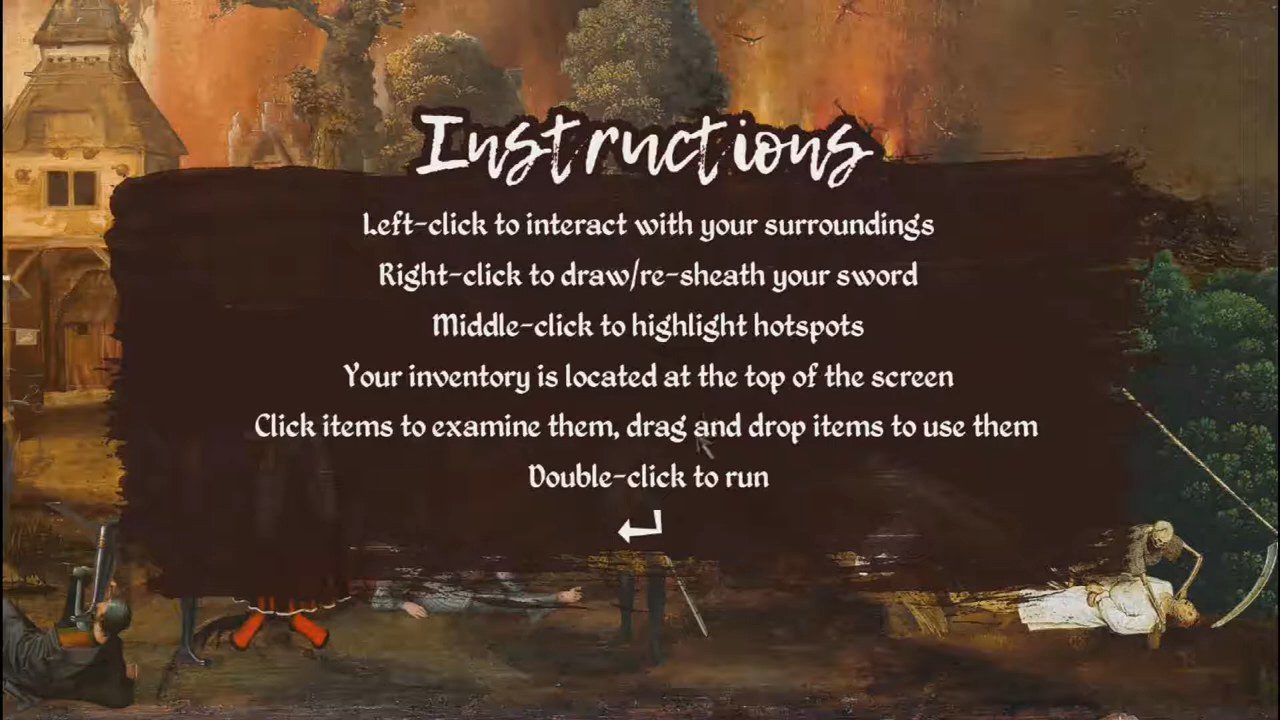 Instructions
Left-click to interact with your surroundings
Right-click to draw/re-sheath your sword
Middle-click to highlight hotspots
Your inventory is located at the top of the screen
Click items to examine them, drag and drop items to use them
Double-click to run